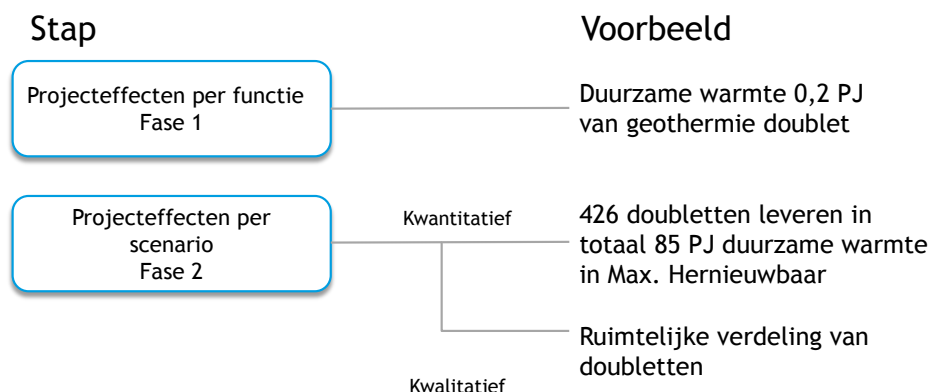 Stap
Voorbeeld
Projecteffecten per functie
Fase 1
Duurzame warmte 0,2 PJ
van geothermie doublet
Projecteffecten per
scenario
Fase 2
Kwantitatief
426 doubletten leveren in
totaal 85 PJ duurzame warmte
in Max. Hernieuwbaar
Ruimtelijke verdeling van
doubletten
Kwalitatief